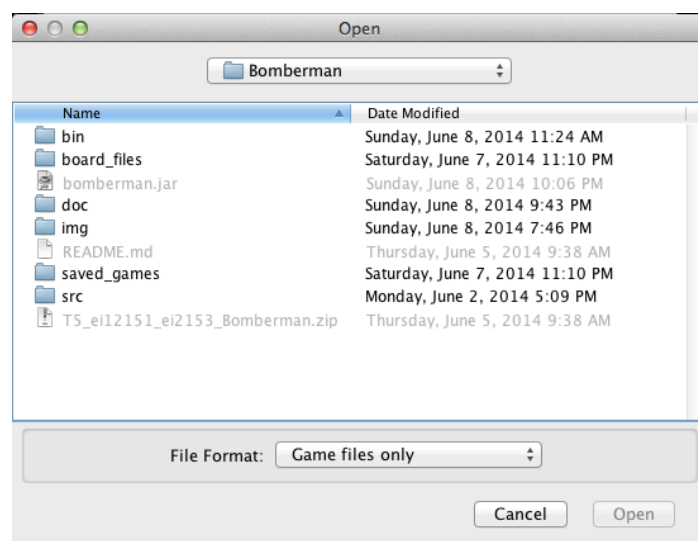 Open
Bomberman
Name Date Modified
bin Sunday, June 8, 2014 11:24 AM
board_files Saturday, June 7, 2014 11:10 PM
bomberman.jar Sunday, June 8, 2014 10:06 PM
doc Sunday, June 8, 2014 9:43 PM
img Sunday, June 8, 2014 7:46 PM
README.md Thursday, June 5, 2014 9:38 AM
saved_games Saturday, June 7, 2014 11:10 PM
src Monday, June 2, 2014 5:09 PM
T5_ei12151_ei2153_Bomberman.zip Thursday, June 5, 2014 9:38 AM
File Format: Game files only
Cancel Open